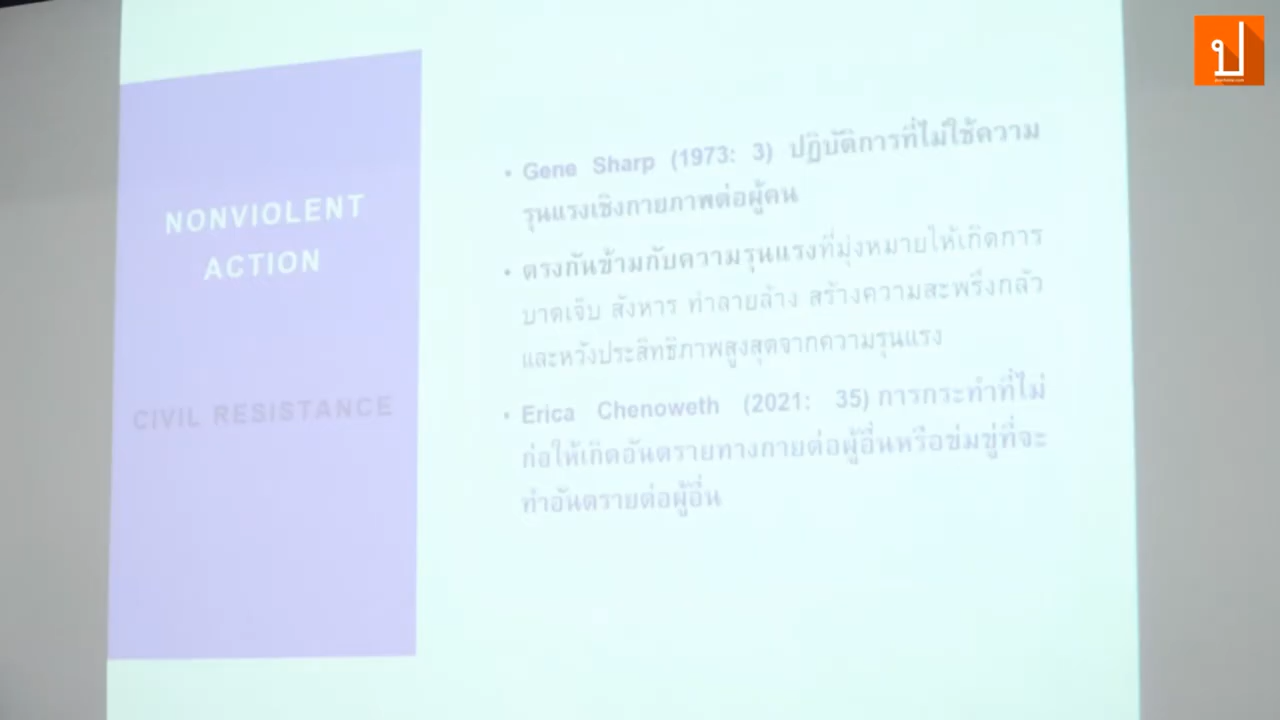 ป
NONVIOLENT
ACTION
CIVIL RESISTANCE
• Gene Sharp (1973: 3) ปฏิบัติการที่ไม่ใช้ความ
รุนแรงเชิงกายภาพต่อผู้คน
• ตรงกันข้ามกับความรุนแรงที่มุ่งหมายให้เกิดการ
บาดเจ็บ สังหาร ทำลายล้าง สร้างความสะพรึงกลัว
และหวังประสิทธิภาพสูงสุดจากความรุนแรง
• Erica Chenoweth (2021: 35) การกระทำที่ไม่
ก่อให้เกิดอันตรายทางกายต่อผู้อื่นหรือข่มขู่ที่จะ
ทำอันตรายต่อผู้อื่น